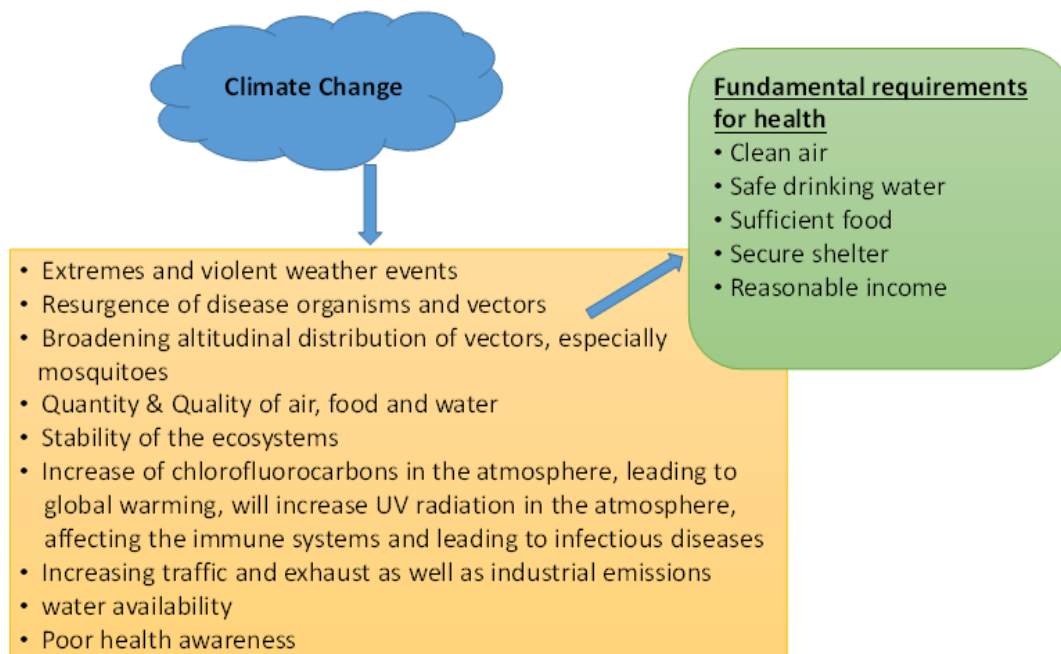 Climate Change
Fundamental requirements
for health
• Clean air
• Safe drinking water
• Sufficient food
• Secure shelter
• Reasonable income
• Extremes and violent weather events
• Resurgence of disease organisms and vectors
• Broadening altitudinal distribution of vectors, especially
mosquitoes
• Quantity & Quality of air, food and water
• Stability of the ecosystems
• Increase of chlorofluorocarbons in the atmosphere, leading to
global warming, will increase UV radiation in the atmosphere,
affecting the immune systems and leading to infectious diseases
• Increasing traffic and exhaust as well as industrial emissions
• water availability
• Poor health awareness